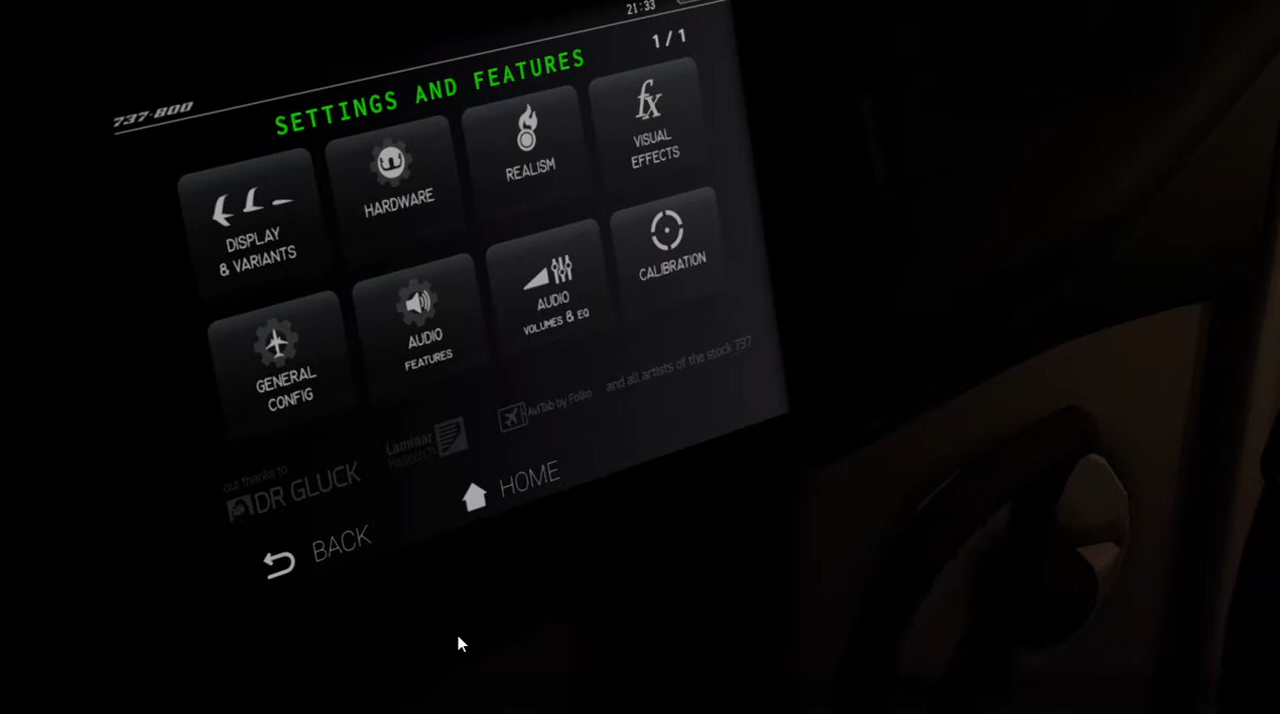 21:33
1 / 1
737-800
SETTINGS AND FEATURES
DISPLAY
& VARIANTS
HARDWARE
REALISM
fx
VISUAL
EFFECTS
GENERAL
CONFIG
AUDIO
FEATURES
AUDIO
VOLUMES & EQ
CALIBRATION
our thanks to
DR GLUCK
Laminar
Research
AviTab by Folko
and all artists of the stock 737
BACK
HOME